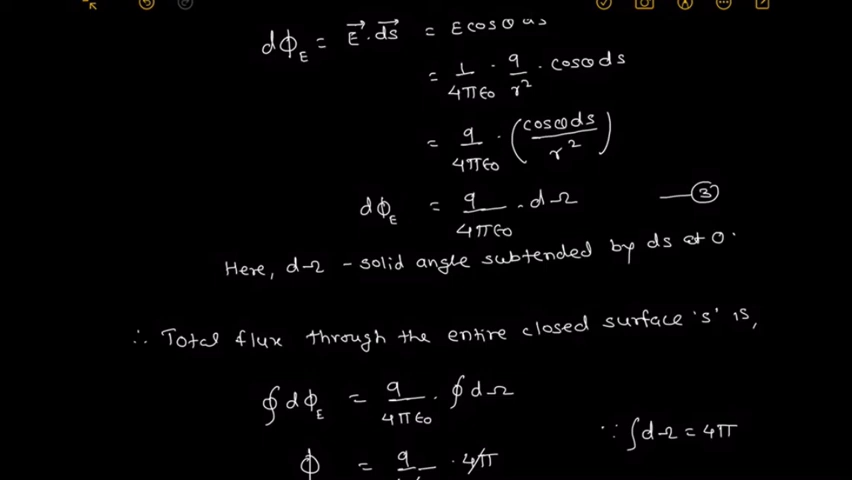 dϕ_E = E⃗ · ds⃗ = E cosθ ds
= 1/4πϵ₀ · q/r² · cosθ ds
= q/4πϵ₀ · (cosθ ds/r²)
dϕ_E = q/4πϵ₀ · dΩ —— ③
Here, dΩ - solid angle subtended by ds at O.
∴ Total flux through the entire closed surface 's' is,
∮dϕ_E = q/4πϵ₀ · ∮dΩ
∵ ∫dΩ = 4π
ϕ = q/ · 4π